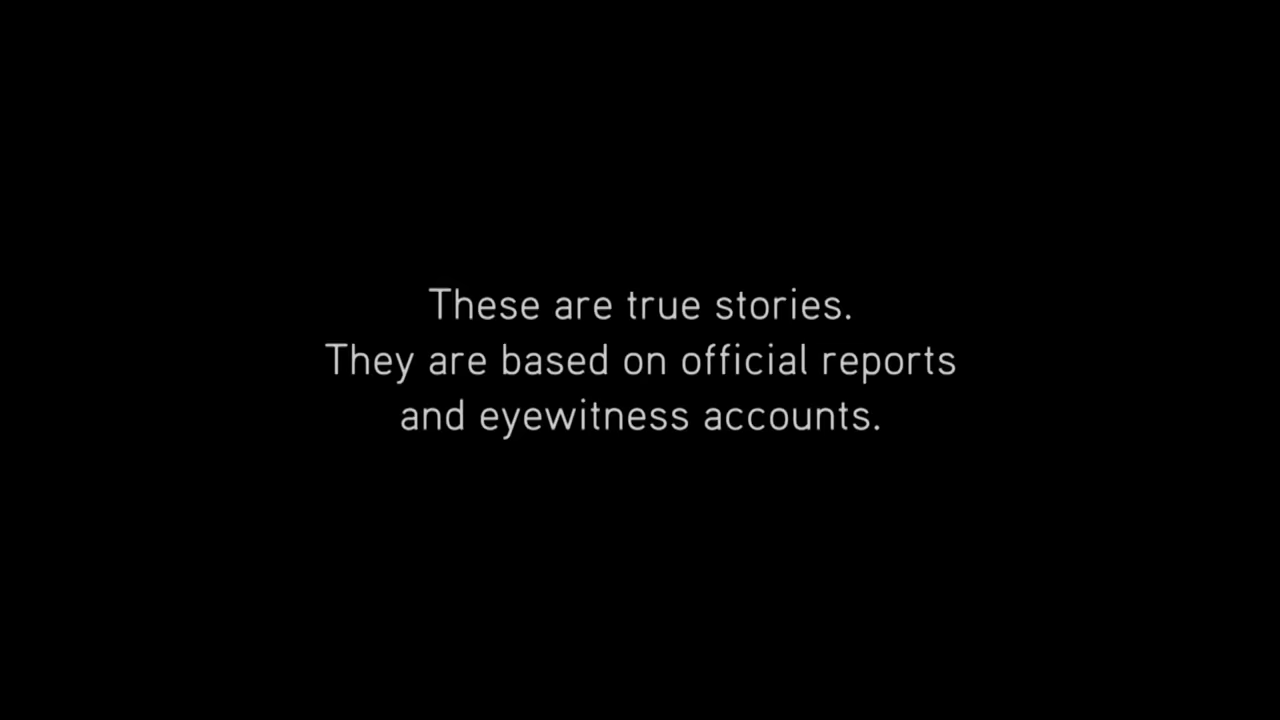 These are true stories.
They are based on official reports
and eyewitness accounts.